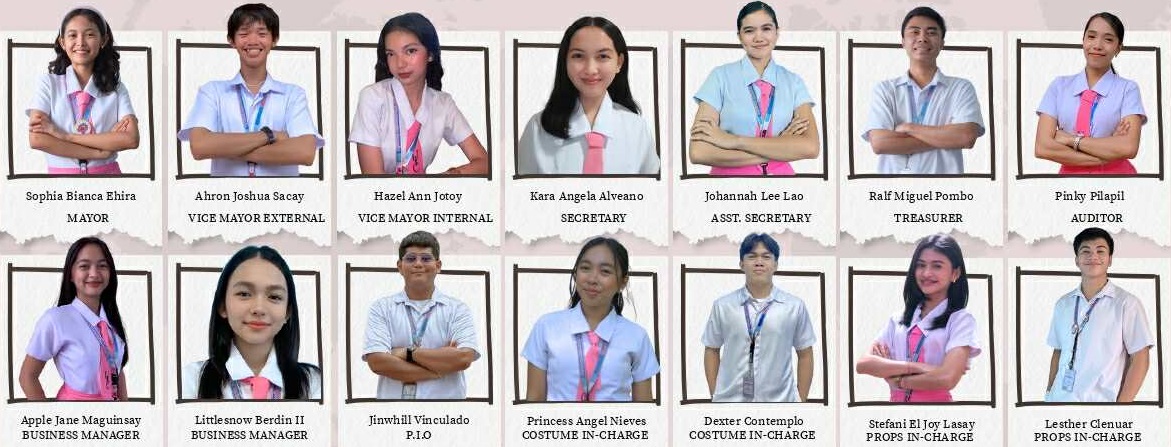 Sophia Bianca Ehira
MAYOR
Ahron Joshua Sacay
VICE MAYOR EXTERNAL
Hazel Ann Jotoy
VICE MAYOR INTERNAL
Kara Angela Alveano
SECRETARY
Johannah Lee Lao
ASST. SECRETARY
Ralf Miguel Pombo
TREASURER
Pinky Pilapil
AUDITOR
Apple Jane Maguinsay
BUSINESS MANAGER
Littlesnow Berdin II
BUSINESS MANAGER
Jinwhill Vinculado
P.I.O
Princess Angel Nieves
COSTUME IN-CHARGE
Dexter Contemplo
COSTUME IN-CHARGE
Stefani El Joy Lasay
PROPS IN-CHARGE
Lesther Clenuar
PROPS IN-CHARGE